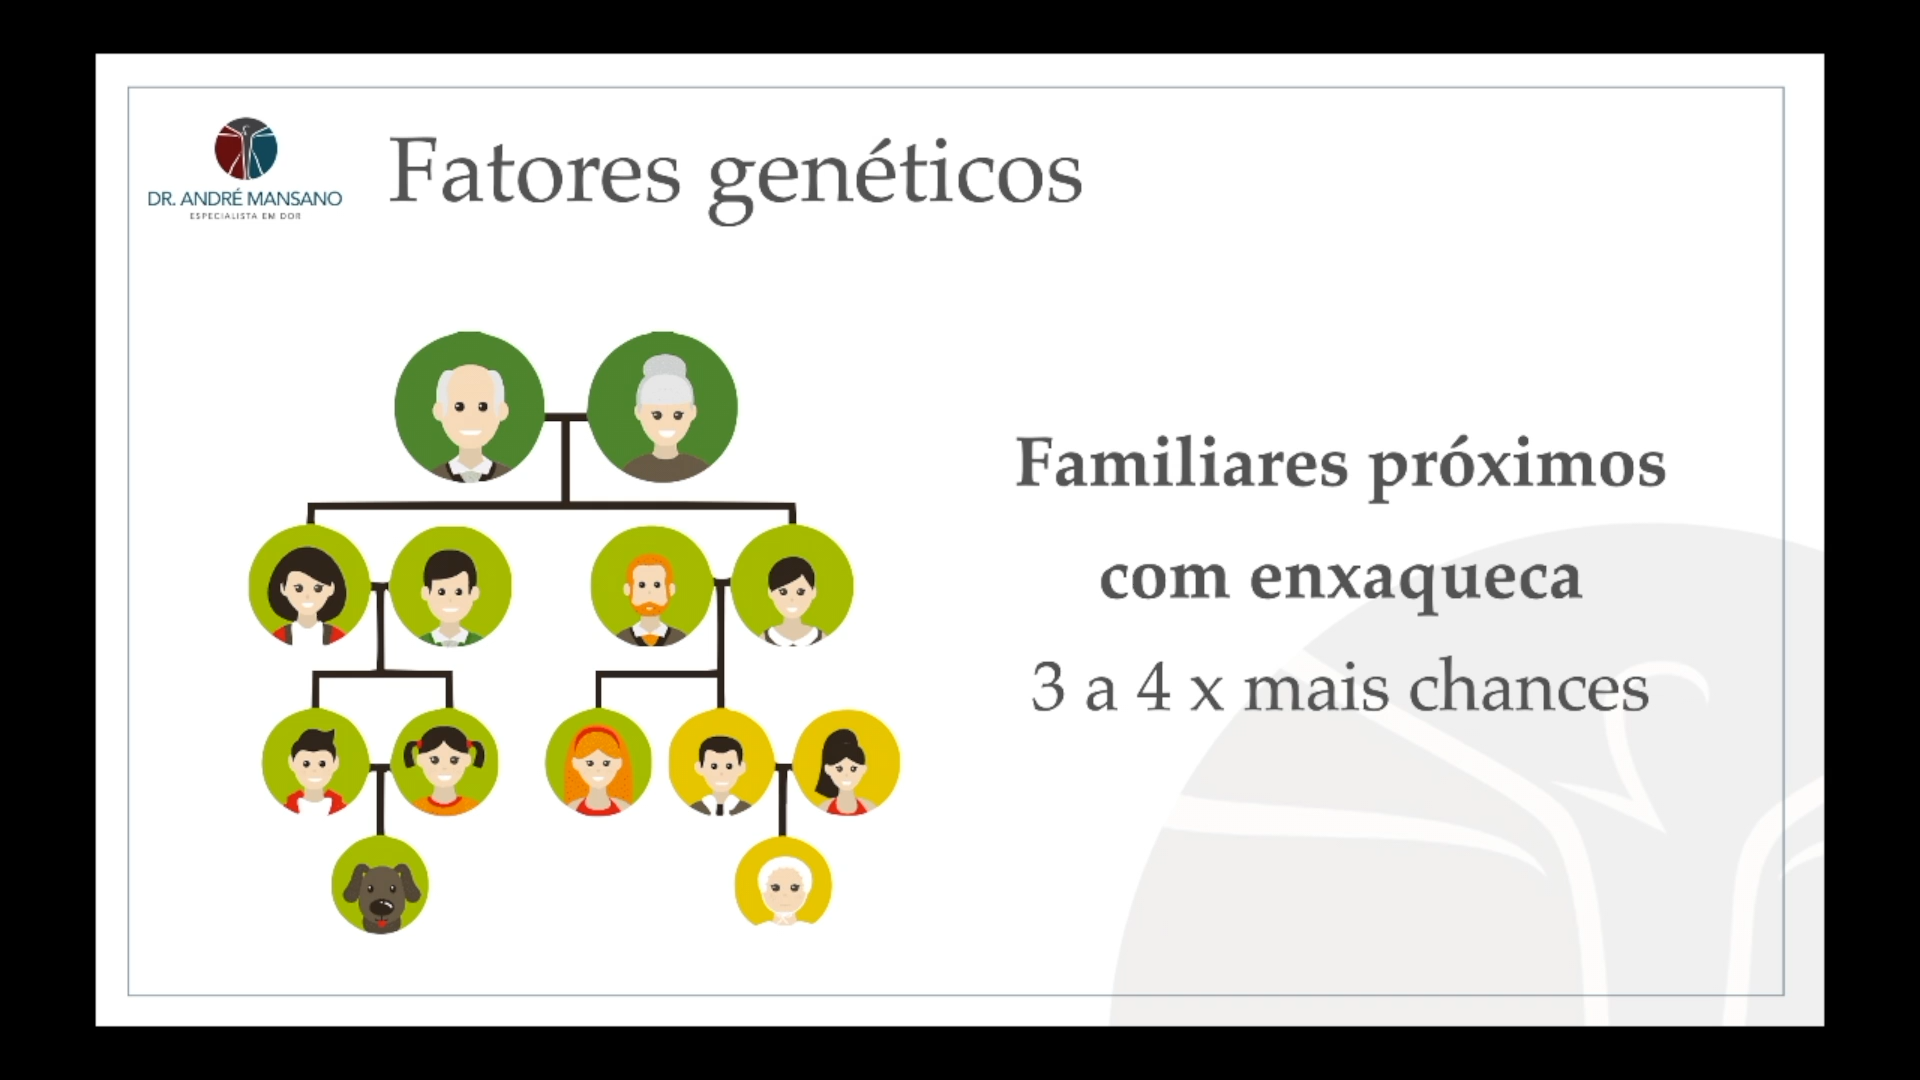 DR. ANDRÉ MANSANO
ESPECIALISTA EM DOR
Fatores genéticos
Familiares próximos
com enxaqueca
3 a 4 x mais chances